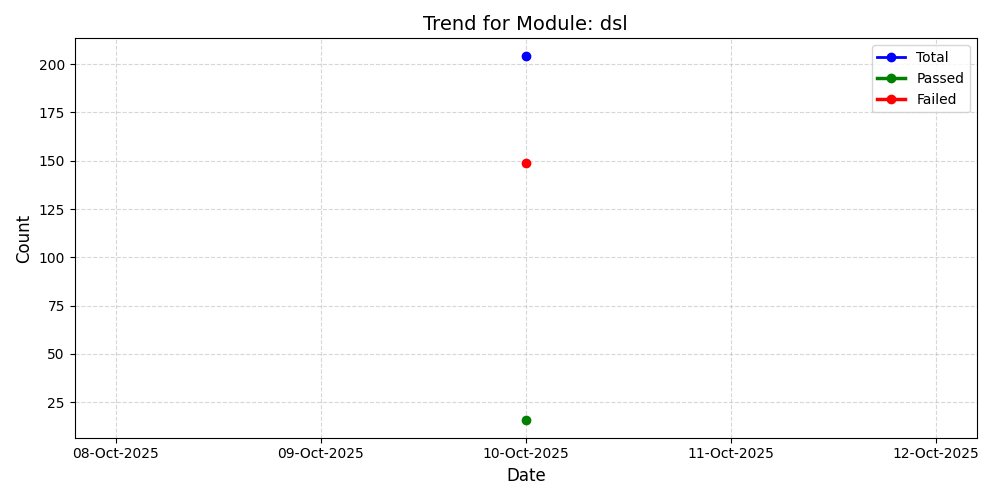 Trend for Module: dsl
Total
Passed
Failed
Count
200
175
150
125
100
75
50
25
08-Oct-2025
09-Oct-2025
10-Oct-2025
11-Oct-2025
12-Oct-2025
Date